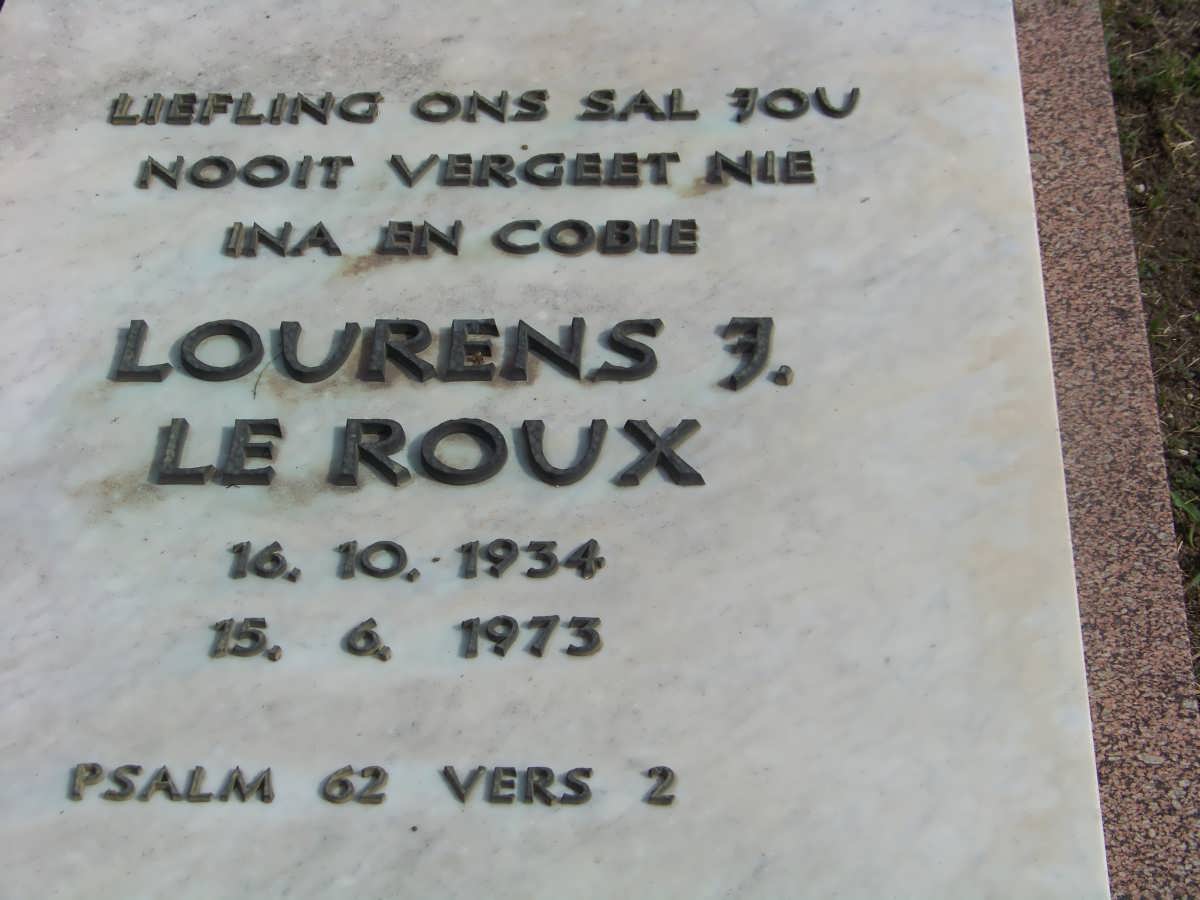 LIEFLING ONS SAL JOU
NOOIT VERGEET NIE
INA EN COBIE
LOURENS J.
LE ROUX
16. 10. 1934
15. 6. 1973
PSALM 62 VERS 2